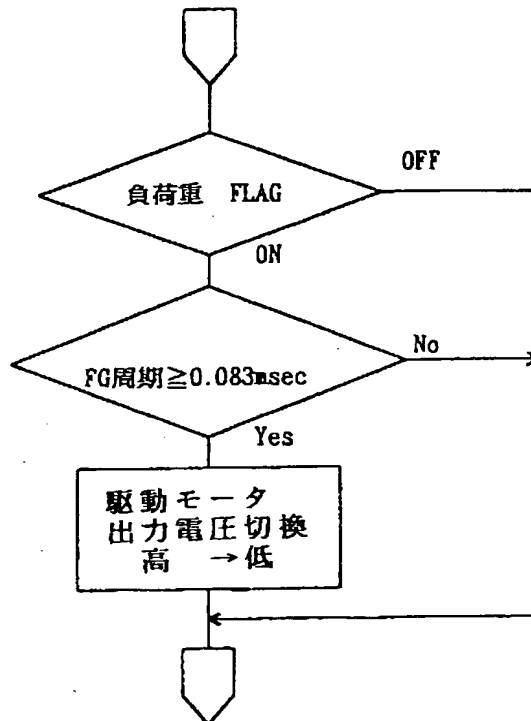 負荷重 FLAG
OFF
ON
FG周期≧0.083msec
No
Yes
駆動モータ
出力電圧切換
高 →低